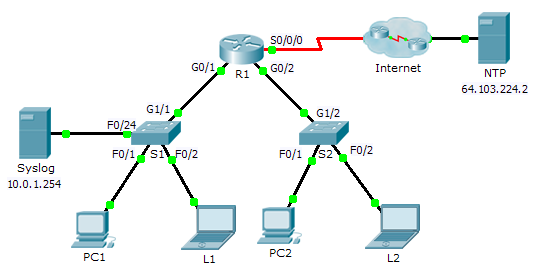 S0/0/0
R1
G0/1
G0/2
Internet
NTP
64.103.224.2
G1/1
G1/2
F0/24
S1
F0/1
F0/2
S2
F0/1
F0/2
Syslog
10.0.1.254
PC1
L1
PC2
L2